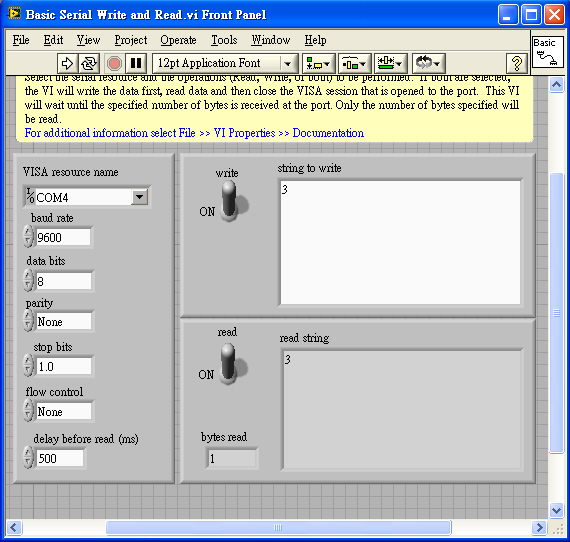 Basic Serial Write and Read.vi Front Panel
File Edit View Project Operate Tools Window Help
12pt Application Font
?
Basic
Select the serial resource and the operations (Read, Write, or both) to be performed. If both are selected,
the VI will write the data first, read data and then close the VISA session that is opened to the port. This VI
will wait until the specified number of bytes is received at the port. Only the number of bytes specified will
be read.
For additional information select File >> VI Properties >> Documentation
VISA resource name
I/O COM4
baud rate
9600
data bits
8
parity
None
stop bits
1.0
flow control
None
delay before read (ms)
500
write
ON
string to write
3
read
ON
bytes read
1
read string
3